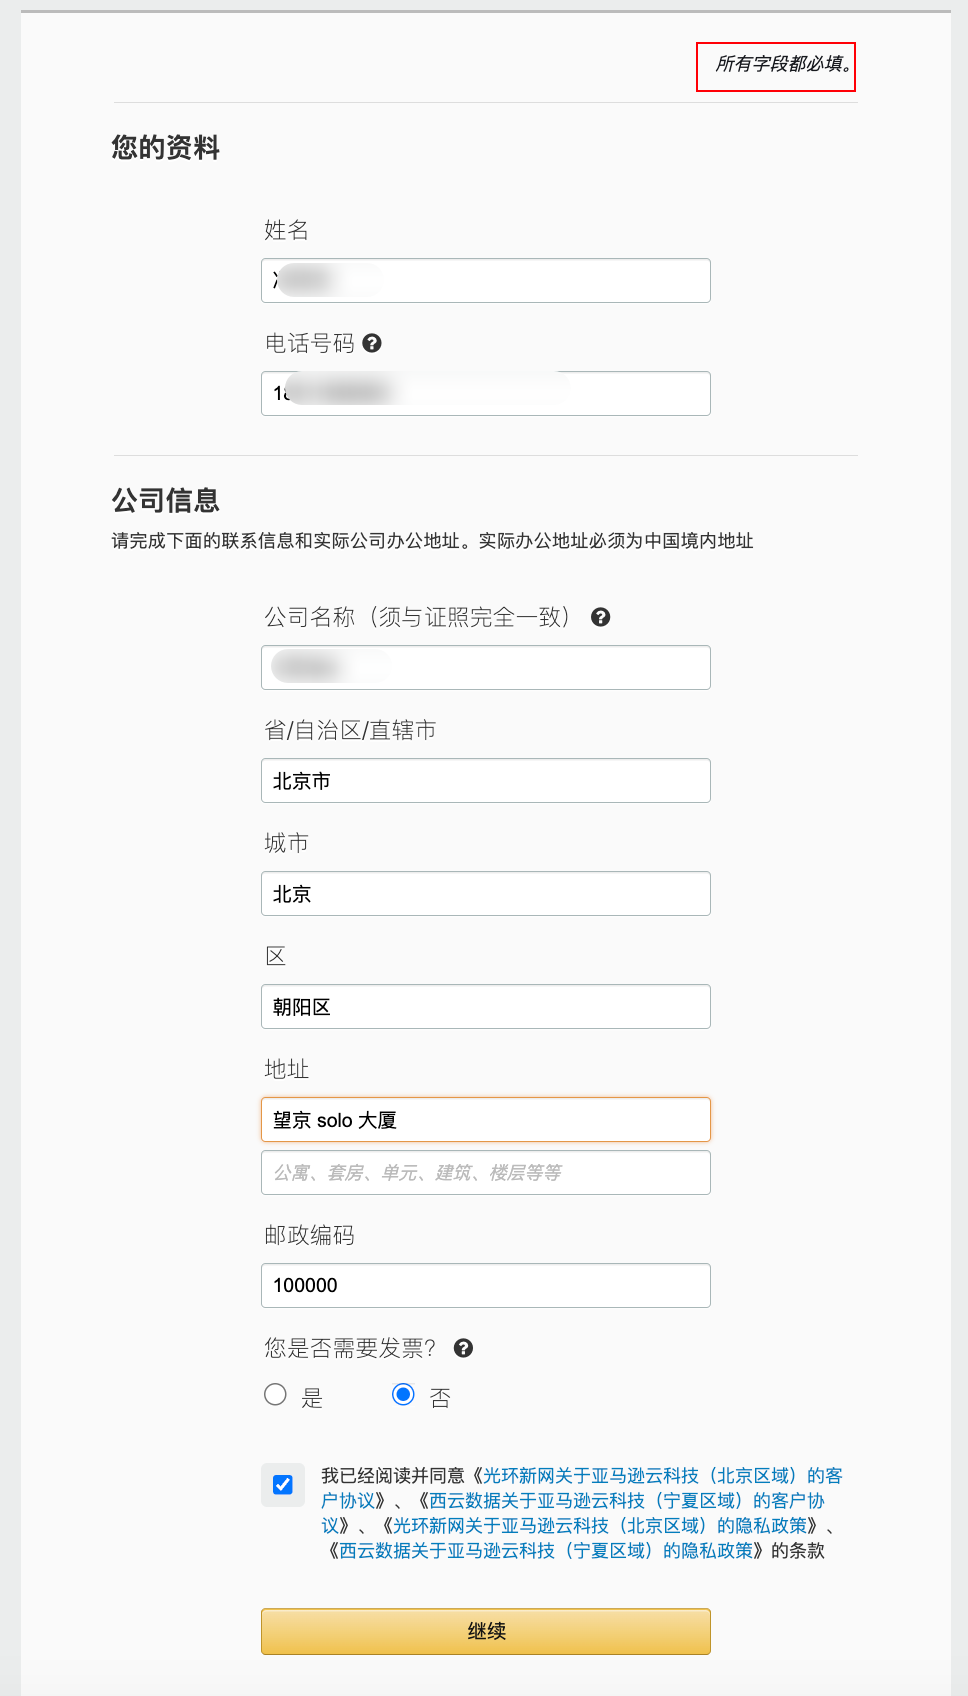 所有字段都必填。
您的资料
姓名
电话号码
18
公司信息
请完成下面的联系信息和实际公司办公地址。实际办公地址必须为中国境内地址
公司名称（须与证照完全一致）
省/自治区/直辖市
北京市
城市
北京
区
朝阳区
地址
望京 solo 大厦
公寓、套房、单元、建筑、楼层等等
邮政编码
100000
您是否需要发票?
是 否
我已经阅读并同意《光环新网关于亚马逊云科技（北京区域）的客
户协议》、《西云数据关于亚马逊云科技（宁夏区域）的客户协
议》、《光环新网关于亚马逊云科技（北京区域）的隐私政策》、
《西云数据关于亚马逊云科技（宁夏区域）的隐私政策》的条款
继续